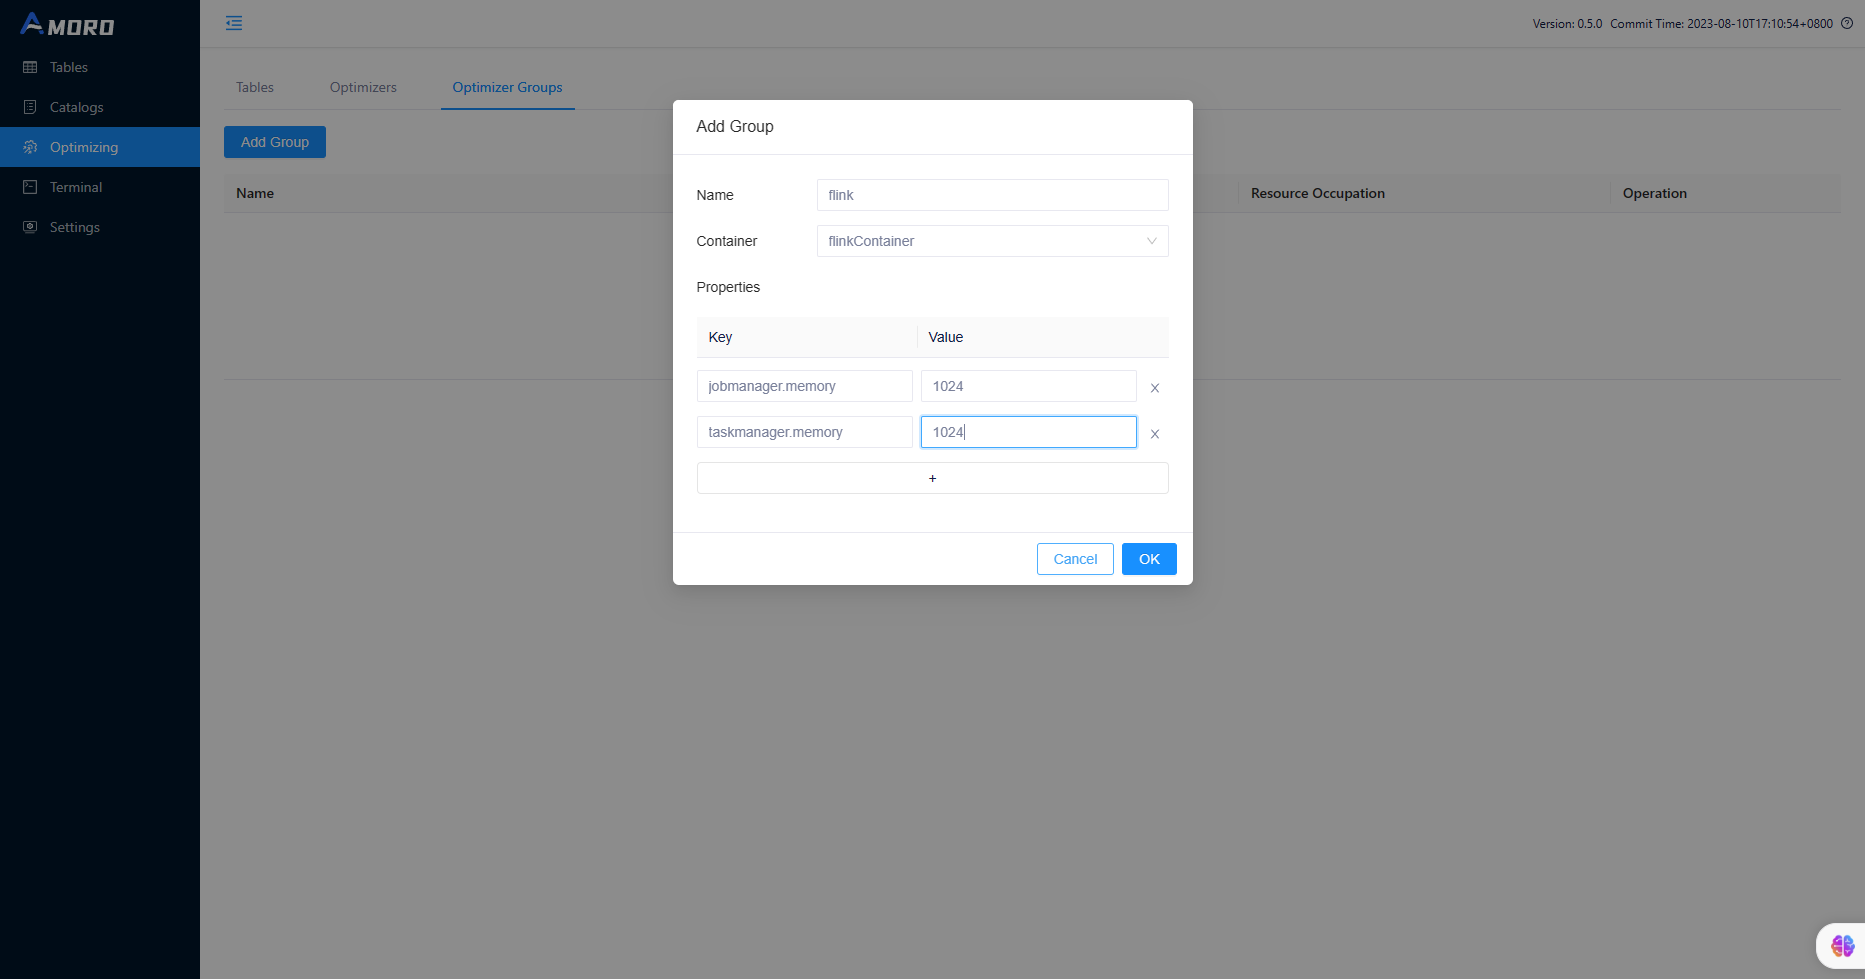 AMORO
Version: 0.5.0 Commit Time: 2023-08-10T17:10:54+0800
Tables
Catalogs
Optimizing
Terminal
Settings
Tables Optimizers Optimizer Groups
Add Group
Name Resource Occupation Operation
Add Group
Name flink
Container flinkContainer
Properties
Key Value
jobmanager.memory 1024 x
taskmanager.memory 1024 x
+
Cancel OK